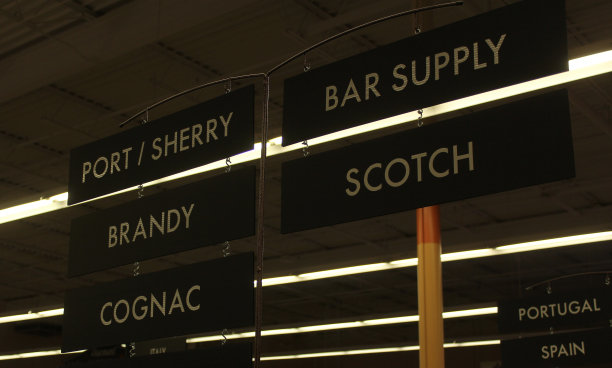 PORT / SHERRY
BRANDY
COGNAC
BAR SUPPLY
SCOTCH
PORTUGAL
SPAIN